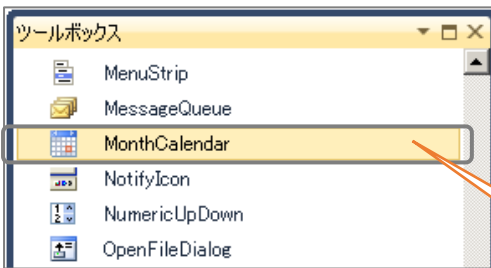 ツールボックス
MenuStrip
MessageQueue
MonthCalendar
NotifyIcon
NumericUpDown
OpenFileDialog